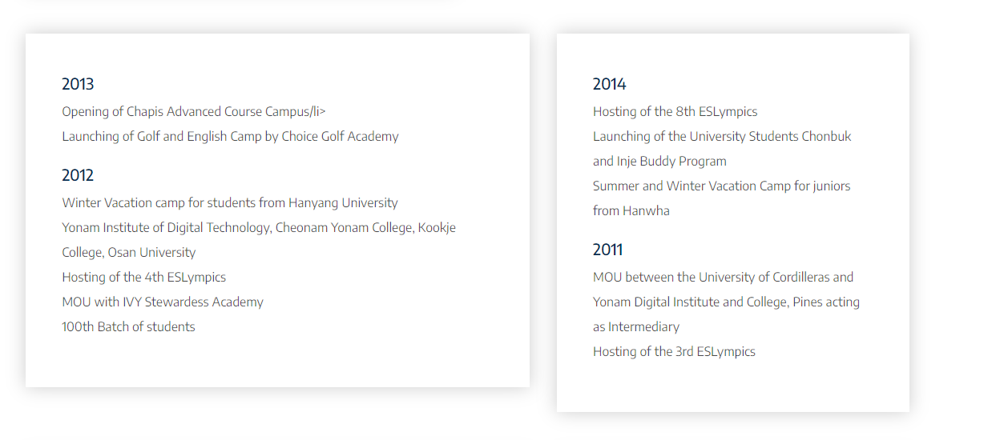 2013
Opening of Chapis Advanced Course Campus/li>
Launching of Golf and English Camp by Choice Golf Academy
2012
Winter Vacation camp for students from Hanyang University
Yonam Institute of Digital Technology, Cheonam Yonam College, Kookje
College, Osan University
Hosting of the 4th ESLympics
MOU with IVY Stewardess Academy
100th Batch of students
2014
Hosting of the 8th ESLympics
Launching of the University Students Chonbuk
and Inje Buddy Program
Summer and Winter Vacation Camp for juniors
from Hanwha
2011
MOU between the University of Cordilleras and
Yonam Digital Institute and College, Pines acting
as Intermediary
Hosting of the 3rd ESLympics